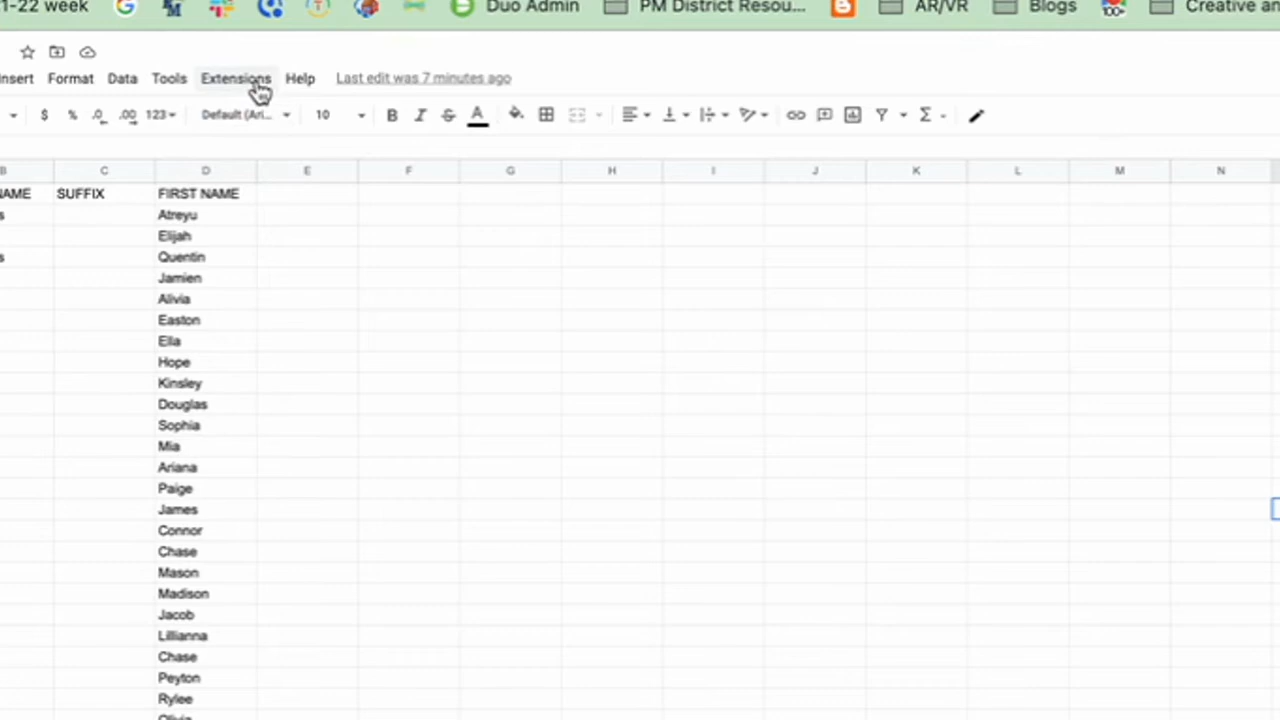 1-22 week Duo Admin PM District Resou... AR/VR Blogs 100+ Creative an
nsert Format Data Tools Extensions Help Last edit was 7 minutes ago
$ % .0 .00 123 Default (Ari... 10 B I S A Σ
B C D E F G H I J K L M N
NAME SUFFIX FIRST NAME
s Atreyu
Elijah
s Quentin
Jamien
Alivia
Easton
Ella
Hope
Kinsley
Douglas
Sophia
Mia
Ariana
Paige
James
Connor
Chase
Mason
Madison
Jacob
Lillianna
Chase
Peyton
Rylee
Olivia